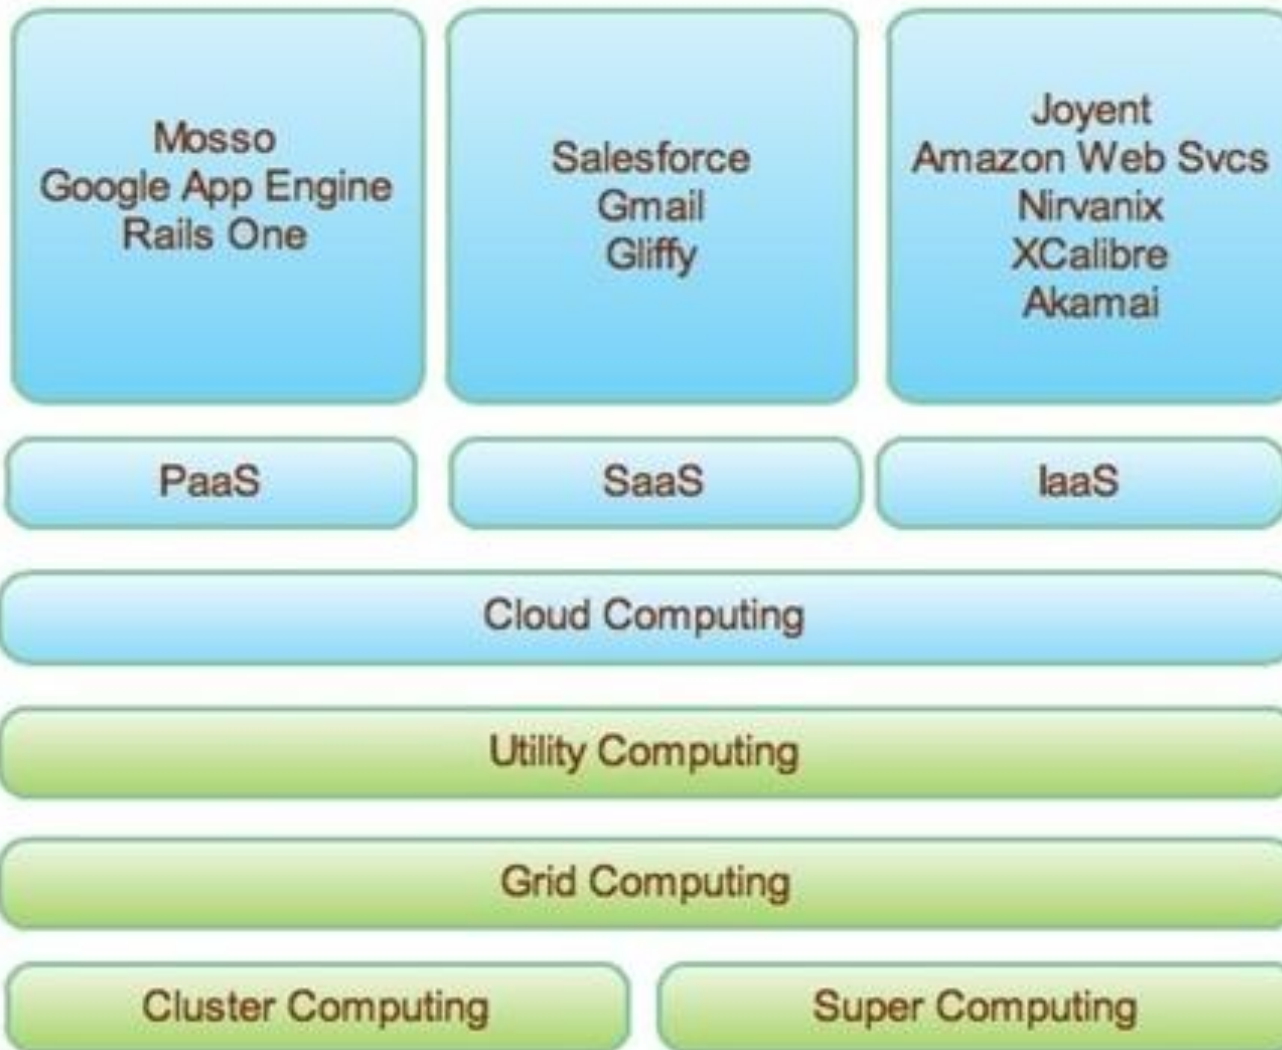 Mosso
Google App Engine
Rails One
Salesforce
Gmail
Gliffy
Joyent
Amazon Web Svcs
Nirvanix
XCalibre
Akamai
PaaS
SaaS
IaaS
Cloud Computing
Utility Computing
Grid Computing
Cluster Computing
Super Computing